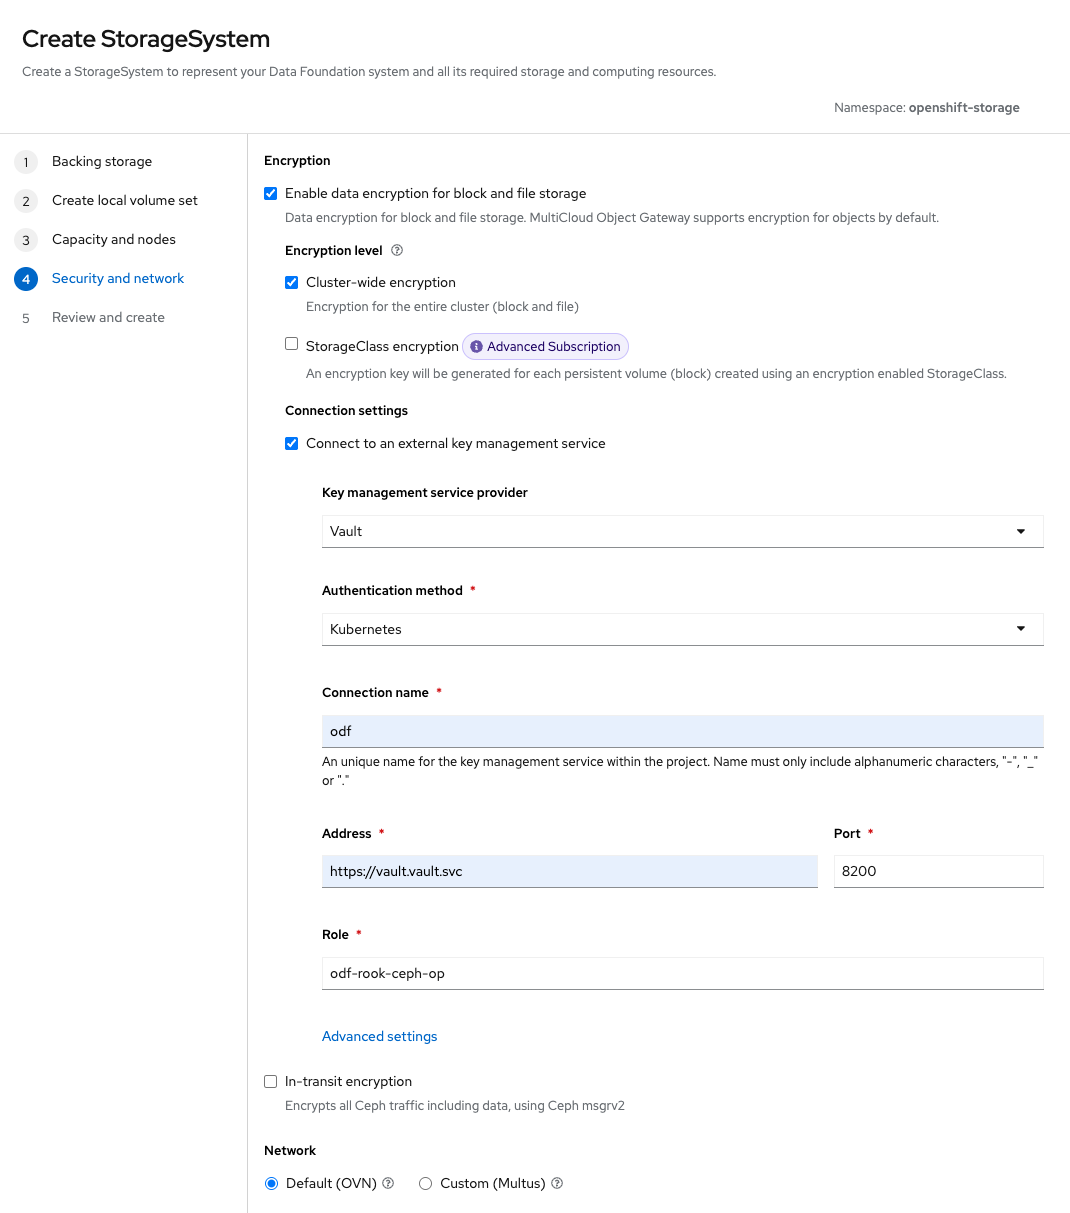 Create StorageSystem
Create a StorageSystem to represent your Data Foundation system and all its required storage and computing resources.
Namespace: openshift-storage
1 Backing storage
2 Create local volume set
3 Capacity and nodes
4 Security and network
5 Review and create
Encryption
Enable data encryption for block and file storage
Data encryption for block and file storage. MultiCloud Object Gateway supports encryption for objects by default.
Encryption level
Cluster-wide encryption
Encryption for the entire cluster (block and file)
StorageClass encryption Advanced Subscription
An encryption key will be generated for each persistent volume (block) created using an encryption enabled StorageClass.
Connection settings
Connect to an external key management service
Key management service provider
Vault
Authentication method *
Kubernetes
Connection name *
odf
An unique name for the key management service within the project. Name must only include alphanumeric characters, "-", "_"
or "."
Address * Port *
https://vault.vault.svc 8200
Role *
odf-rook-ceph-op
Advanced settings
In-transit encryption
Encrypts all Ceph traffic including data, using Ceph msgrv2
Network
Default (OVN) Custom (Multus)